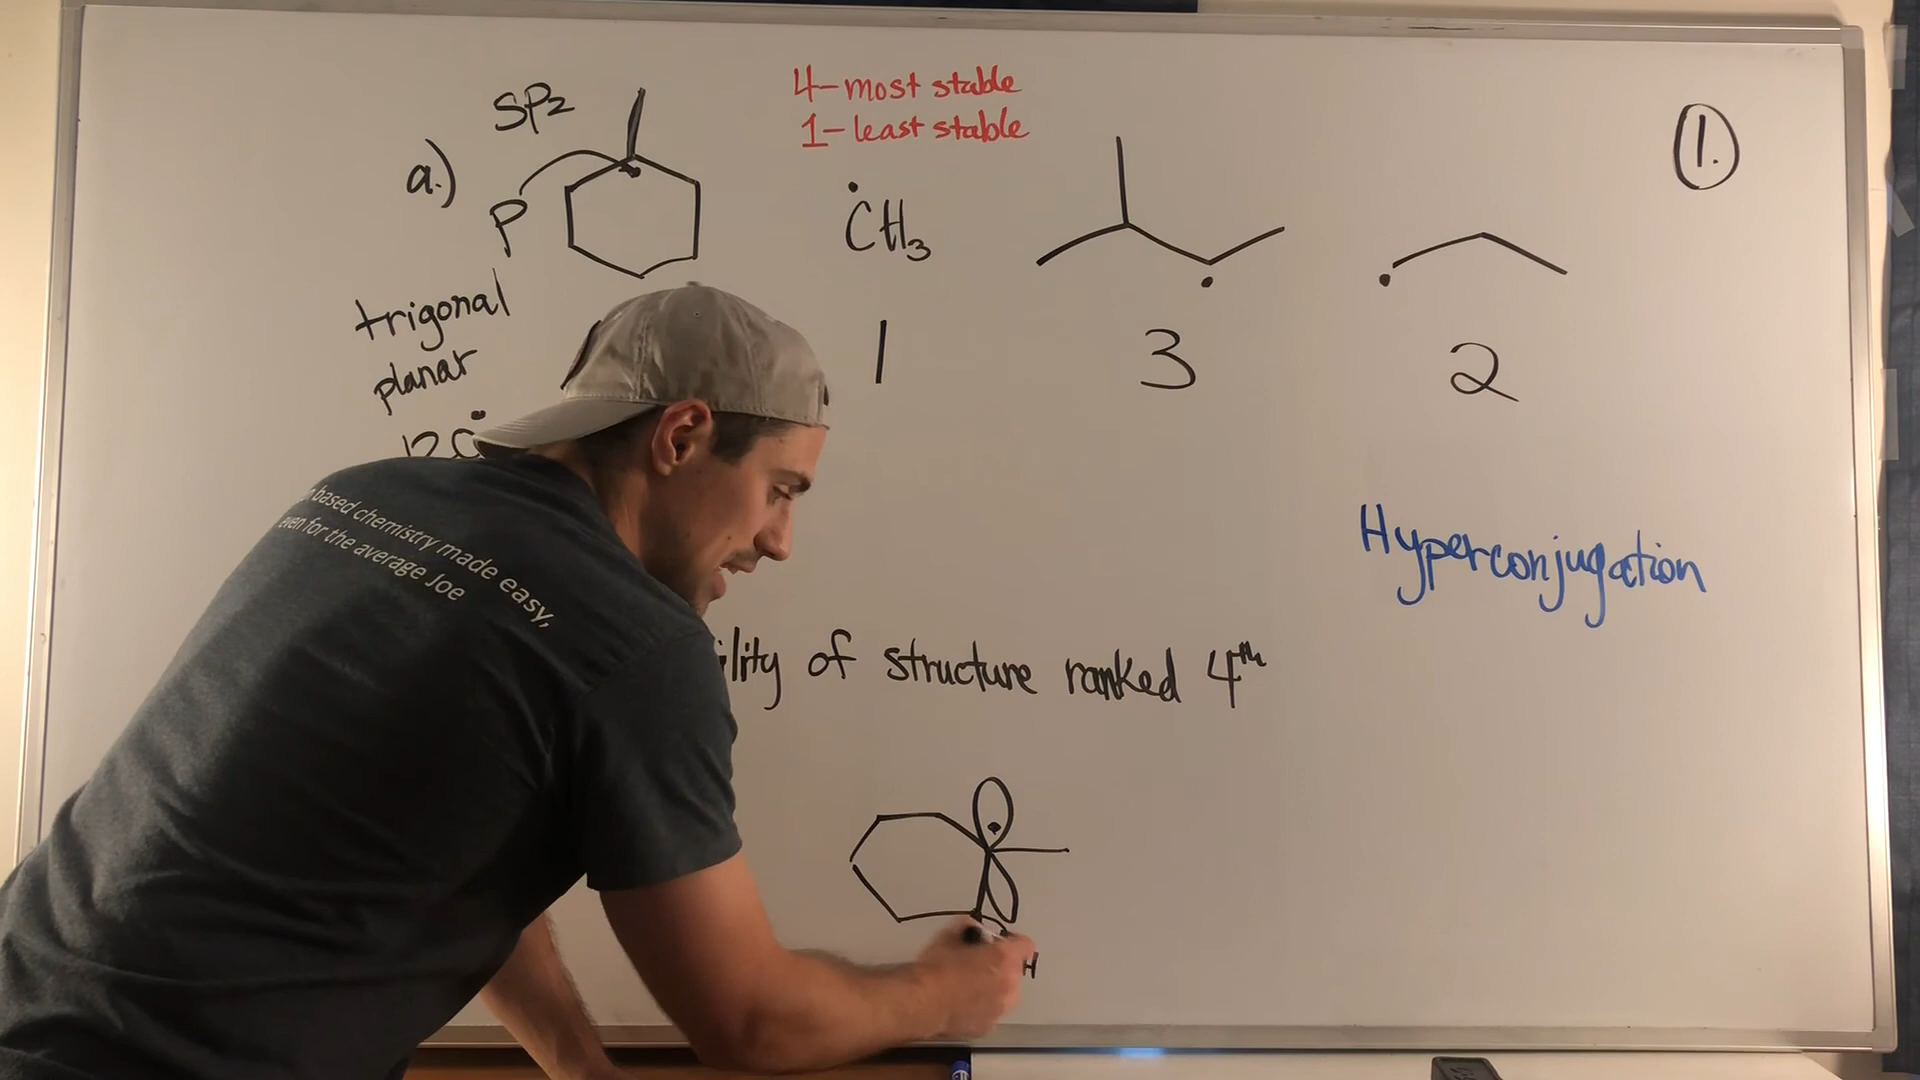 SP2
4-most stable
1-least stable
1.
a.)
P
ĊH3
trigonal
planar
1
3
2
Hyperconjugation
based chemistry made easy,
even for the average Joe
of structure ranked 4th
H